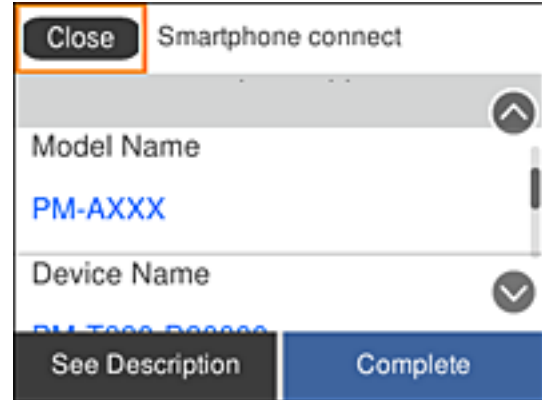 Close
Smartphone connect
Model Name
PM-AXXX
Device Name
See Description
Complete